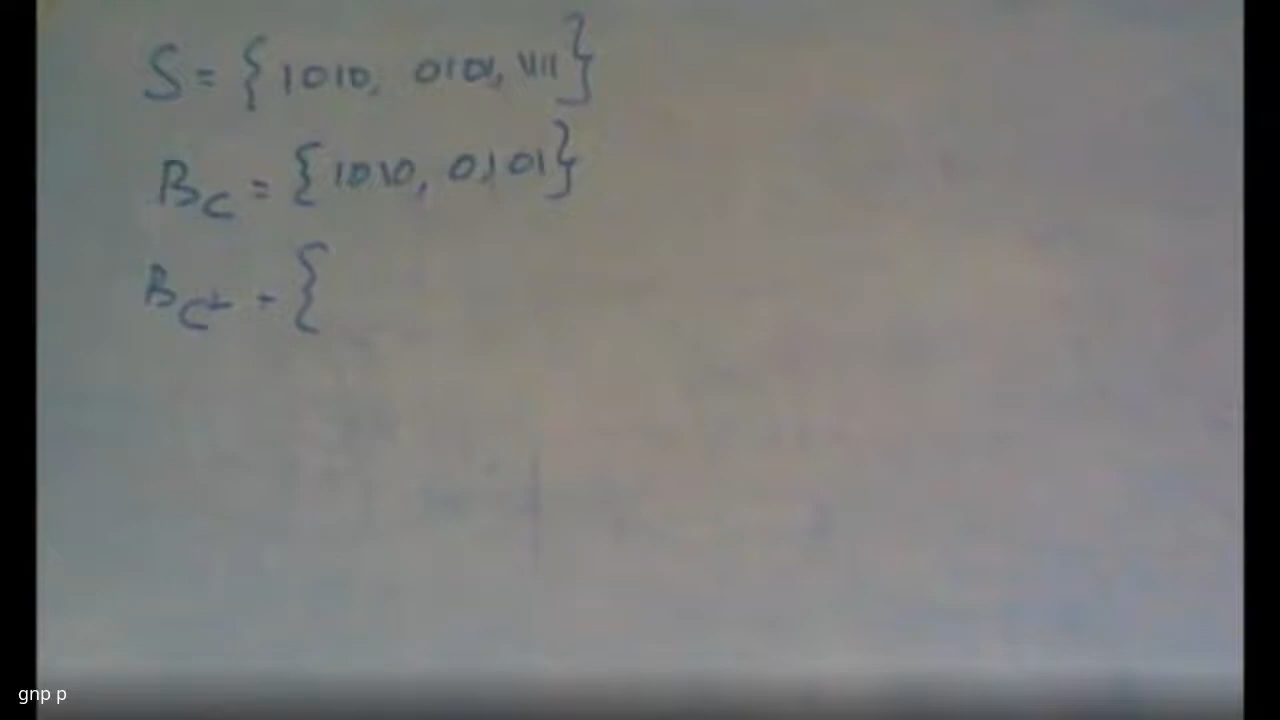 S = {1010, 0101, 1111}
B_C = {1010, 0101}
B_C⊥ = {
gnp p